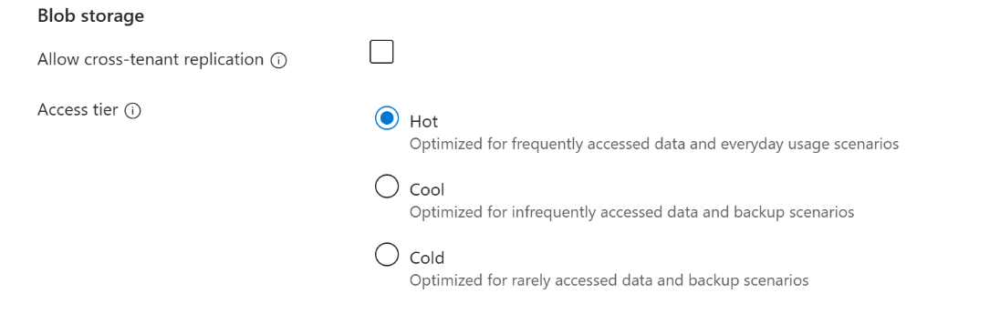 Blob storage
Allow cross-tenant replication
Access tier
Hot
Optimized for frequently accessed data and everyday usage scenarios
Cool
Optimized for infrequently accessed data and backup scenarios
Cold
Optimized for rarely accessed data and backup scenarios